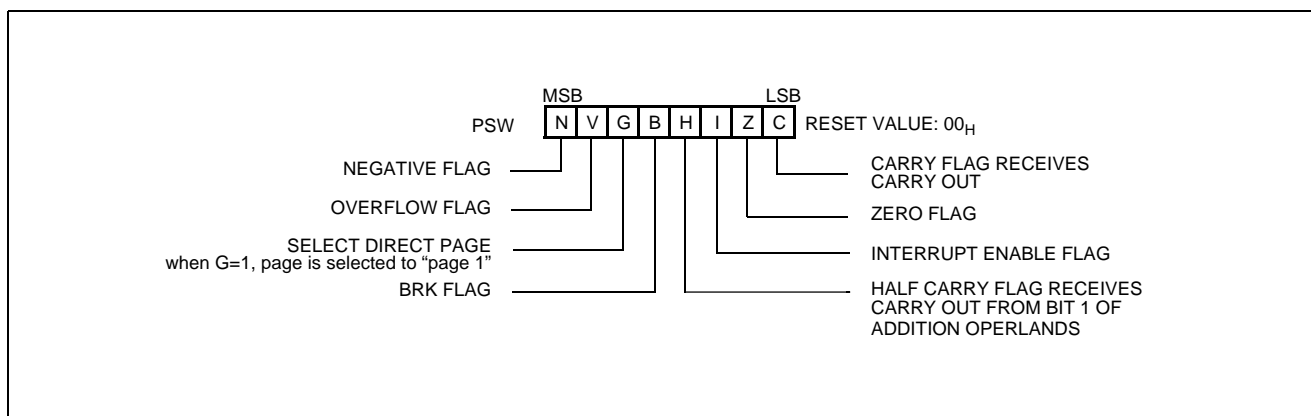 MSB LSB
PSW N V G B H I Z C RESET VALUE: 00H
NEGATIVE FLAG
OVERFLOW FLAG
SELECT DIRECT PAGE
when G=1, page is selected to “page 1”
BRK FLAG
CARRY FLAG RECEIVES
CARRY OUT
ZERO FLAG
INTERRUPT ENABLE FLAG
HALF CARRY FLAG RECEIVES
CARRY OUT FROM BIT 1 OF
ADDITION OPERLANDS